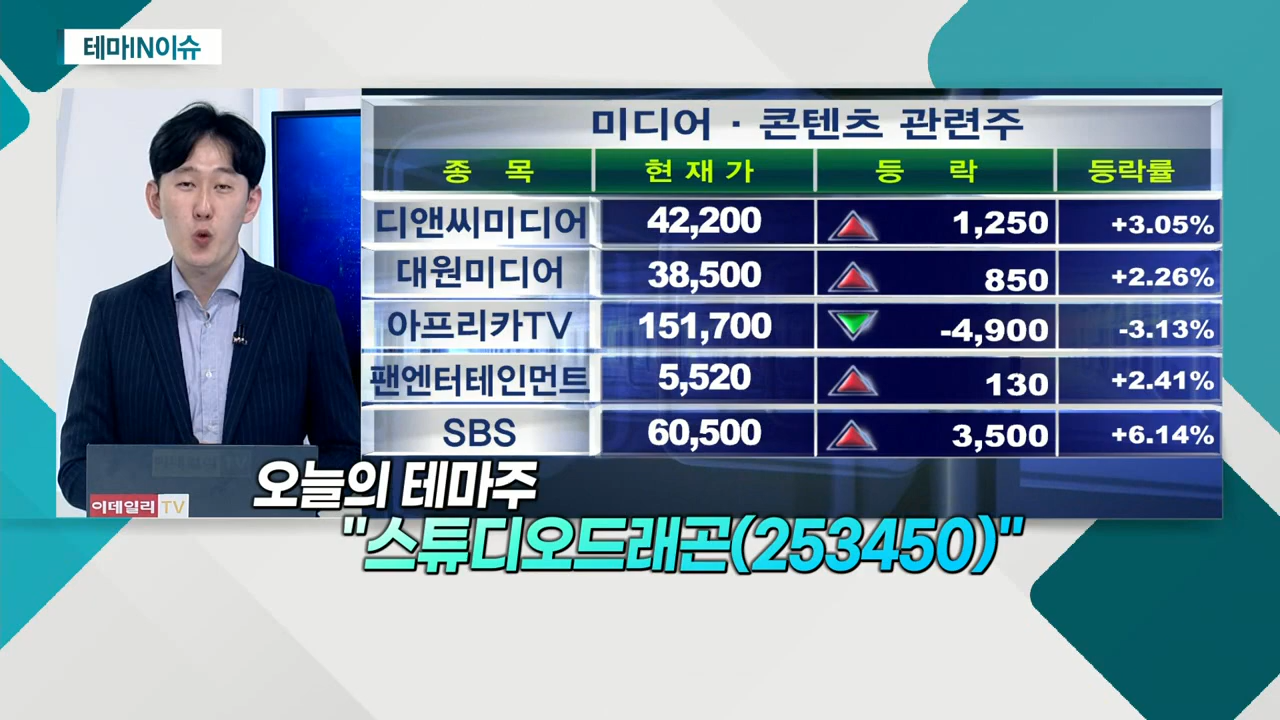 테마IN이슈
미디어 · 콘텐츠 관련주
종 목 현 재 가 등 락 등락률
디앤씨미디어 42,200 ▲ 1,250 +3.05%
대원미디어 38,500 ▲ 850 +2.26%
아프리카TV 151,700 ▼ -4,900 -3.13%
팬엔터테인먼트 5,520 ▲ 130 +2.41%
SBS 60,500 ▲ 3,500 +6.14%
이데일리 TV
오늘의 테마주
"스튜디오드래곤(253450)"